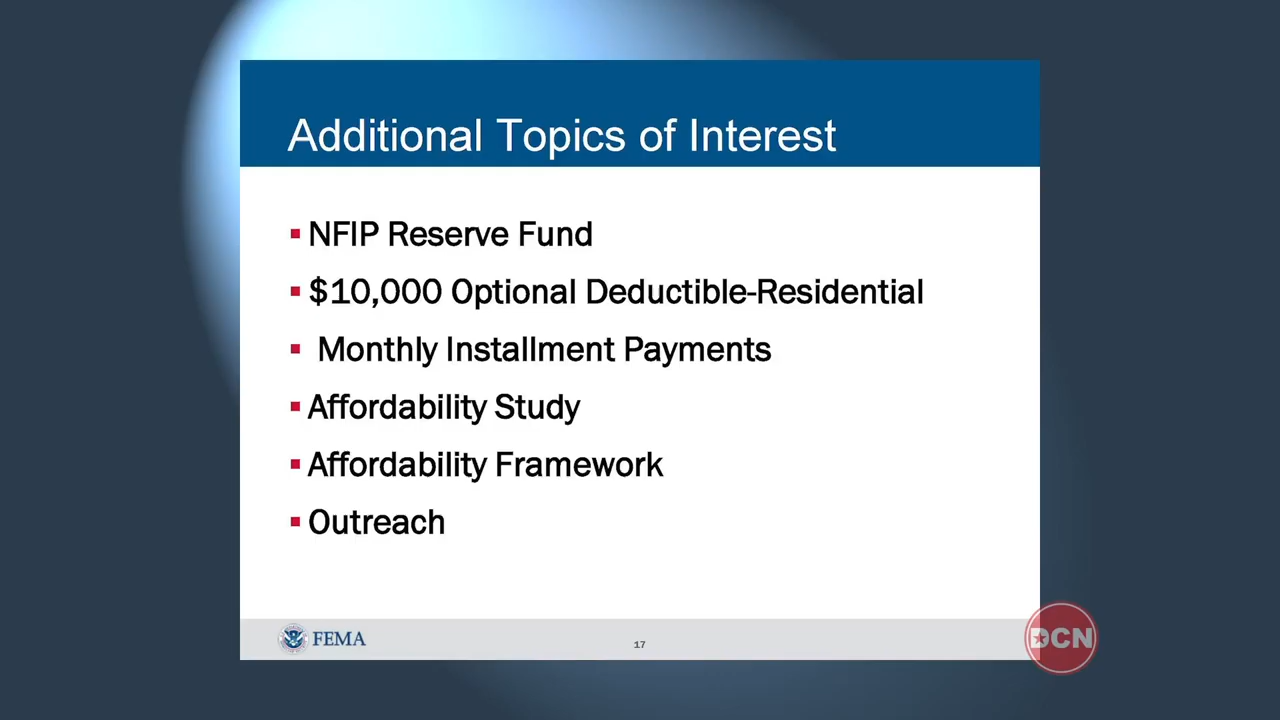 Additional Topics of Interest
▪ NFIP Reserve Fund
▪ $10,000 Optional Deductible-Residential
▪ Monthly Installment Payments
▪ Affordability Study
▪ Affordability Framework
▪ Outreach
FEMA
17
DCN